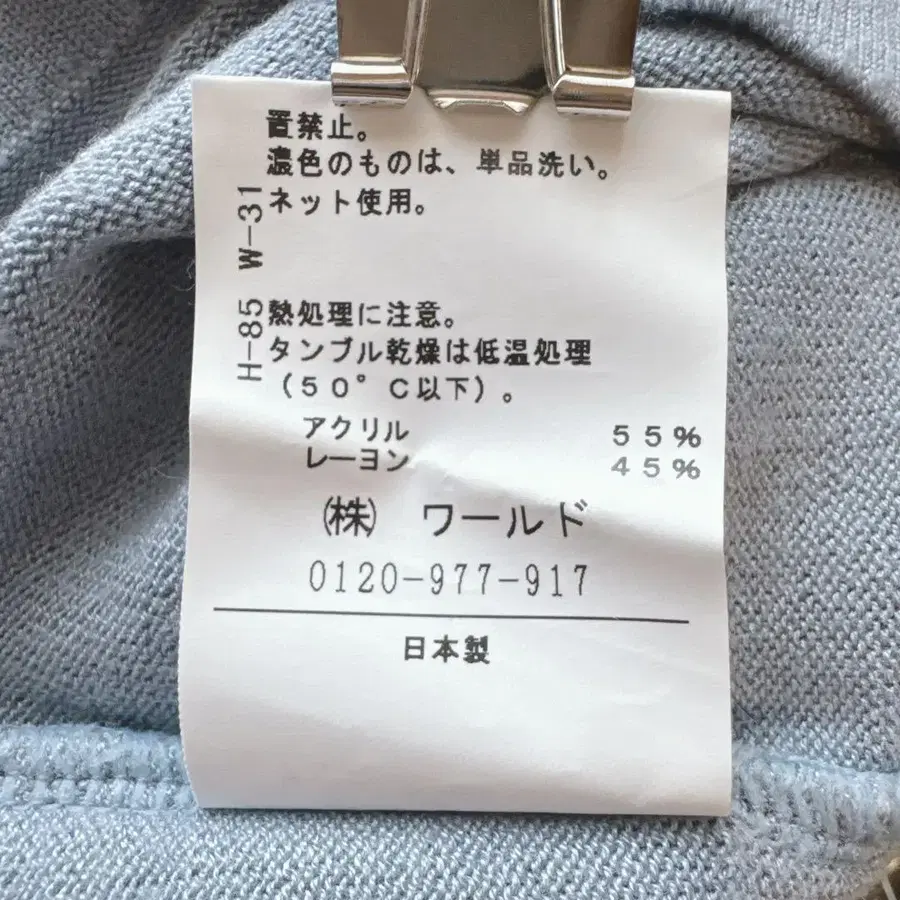 置禁止。
濃色のものは、単品洗い。
ネット使用。
H-85 W-31
熱処理に注意。
タンブル乾燥は低温処理
（５０°Ｃ以下）。
アクリル ５５％
レーヨン ４５％
㈱ ワールド
0120-977-917
日本製